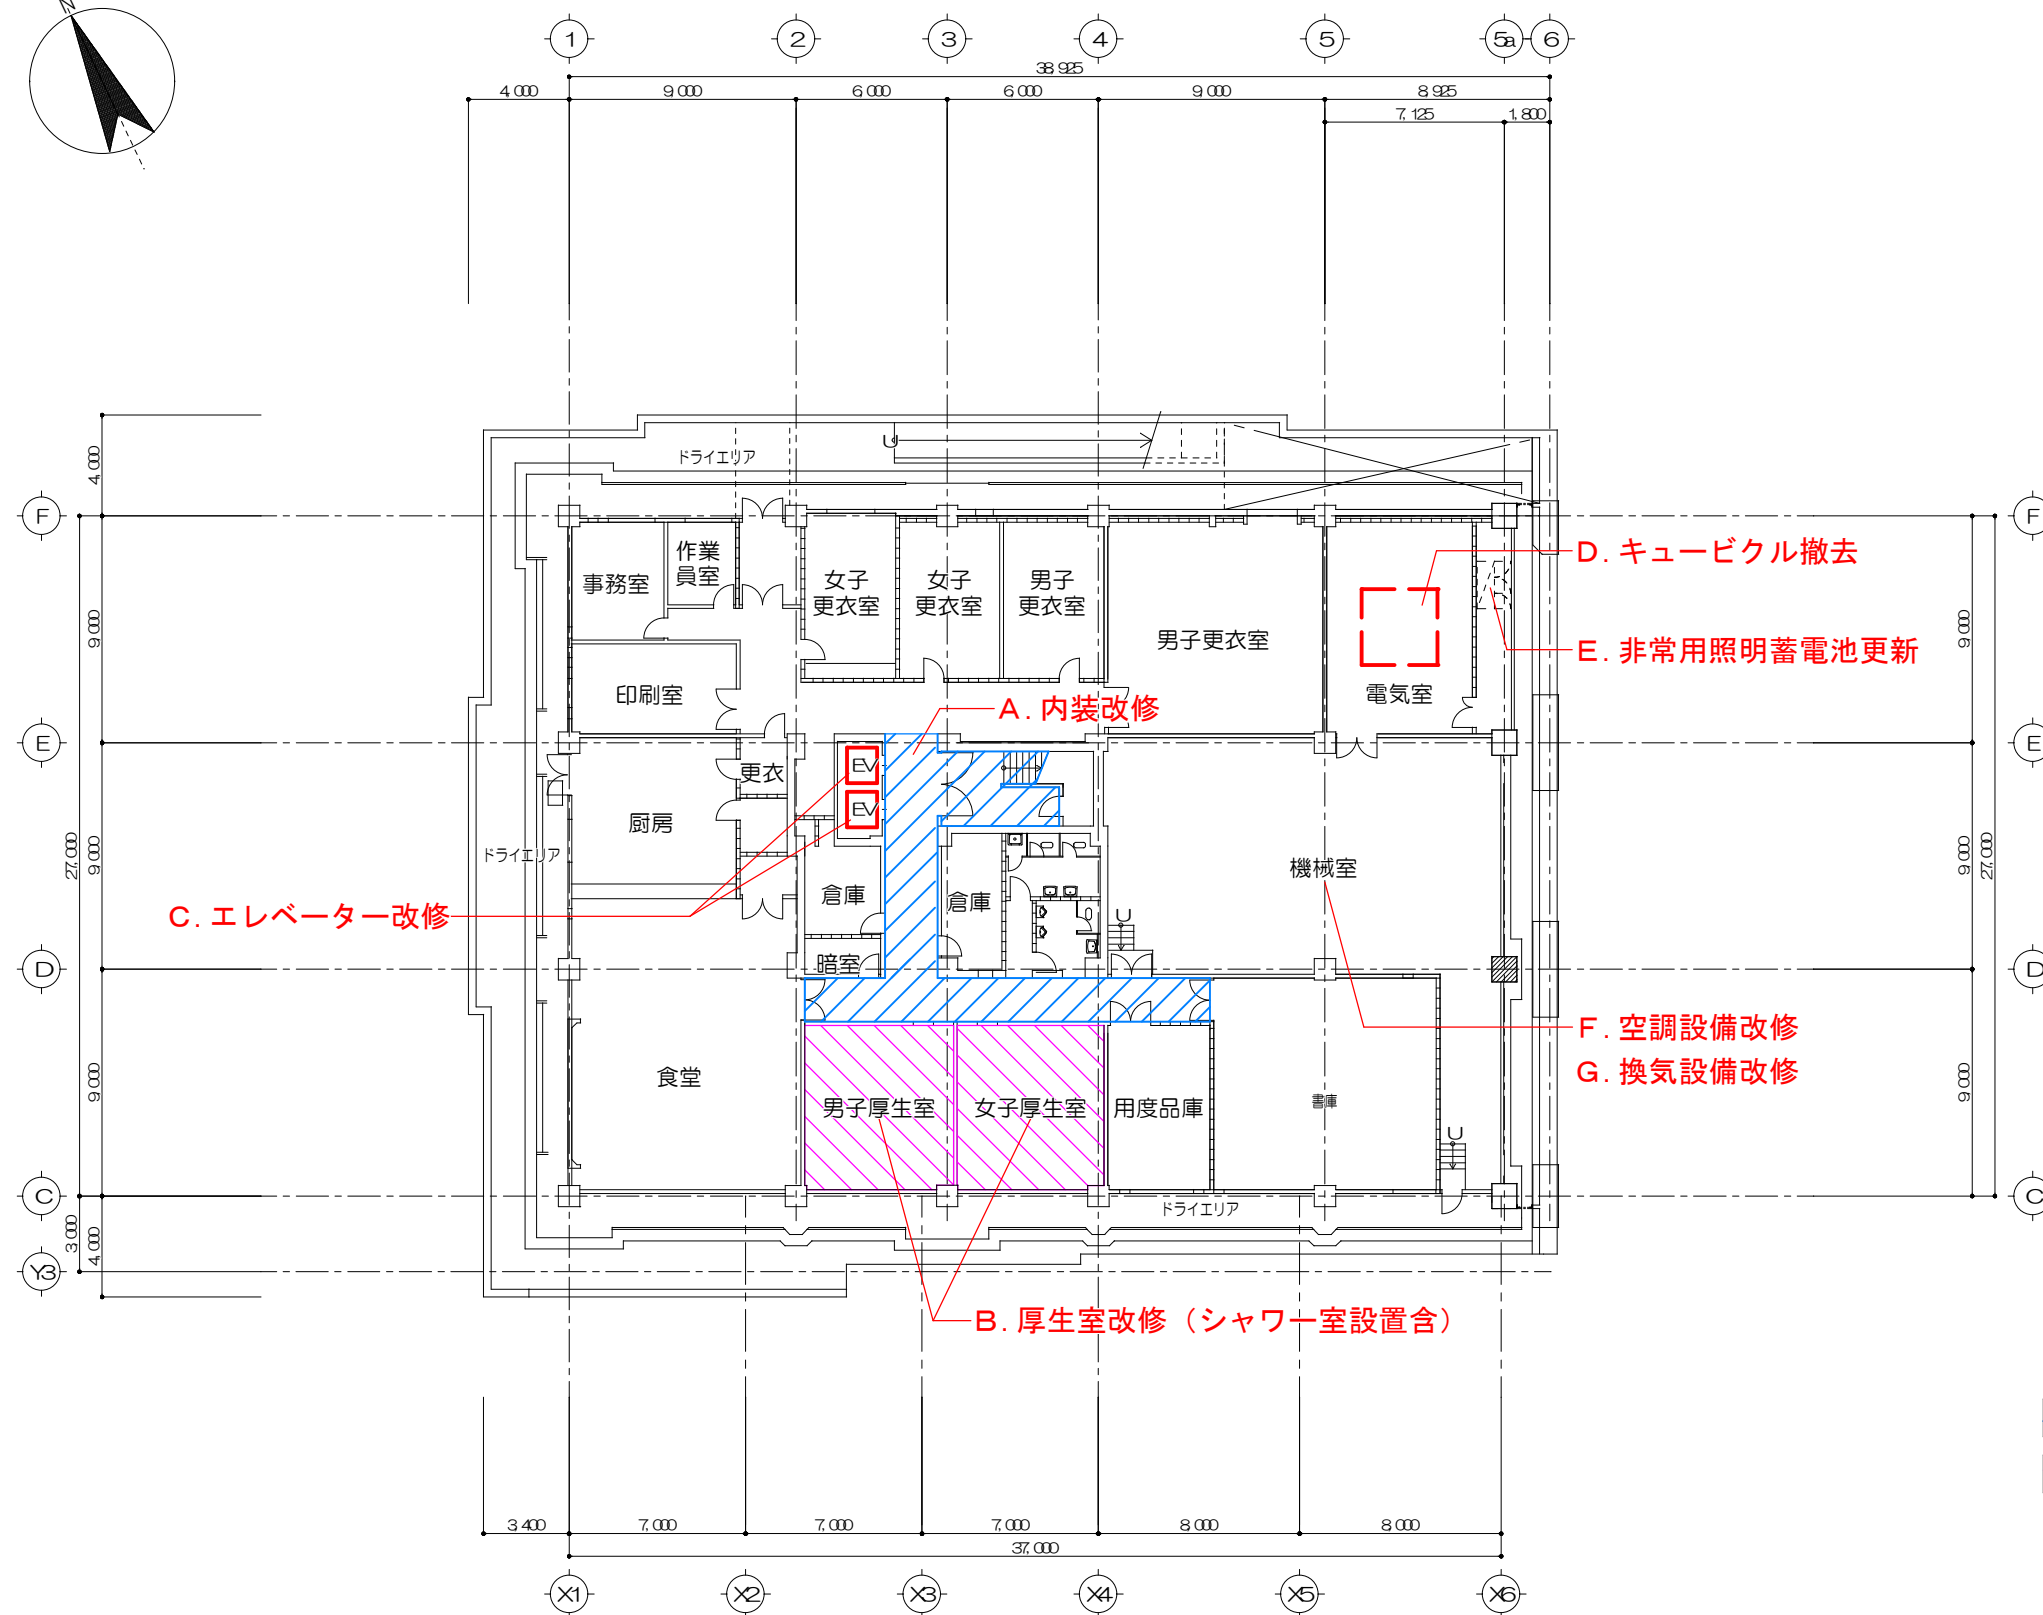 N
1
2
3
4
5
5a
6
38,925
4,000
9,000
6,000
6,000
9,000
8,925
7,125
1,800
ドライエリア
U
4,000
F
F
作業
員室
事務室
女子
更衣室
女子
更衣室
男子
更衣室
男子更衣室
D. キュービクル撤去
E. 非常用照明蓄電池更新
9,000
9,000
印刷室
電気室
A. 内装改修
E
E
EV
更衣
EV
厨房
ドライエリア
27,000
9,000
機械室
9,000
27,000
倉庫
倉庫
C. エレベーター改修
U
暗室
D
D
F. 空調設備改修
G. 換気設備改修
9,000
食堂
男子厚生室
女子厚生室
用度品庫
書庫
9,000
U
C
C
ドライエリア
3,000
4,000
Y3
B. 厚生室改修（シャワー室設置含）
3,400
7,000
7,000
7,000
8,000
8,000
37,000
X1
X2
X3
X4
X5
X6